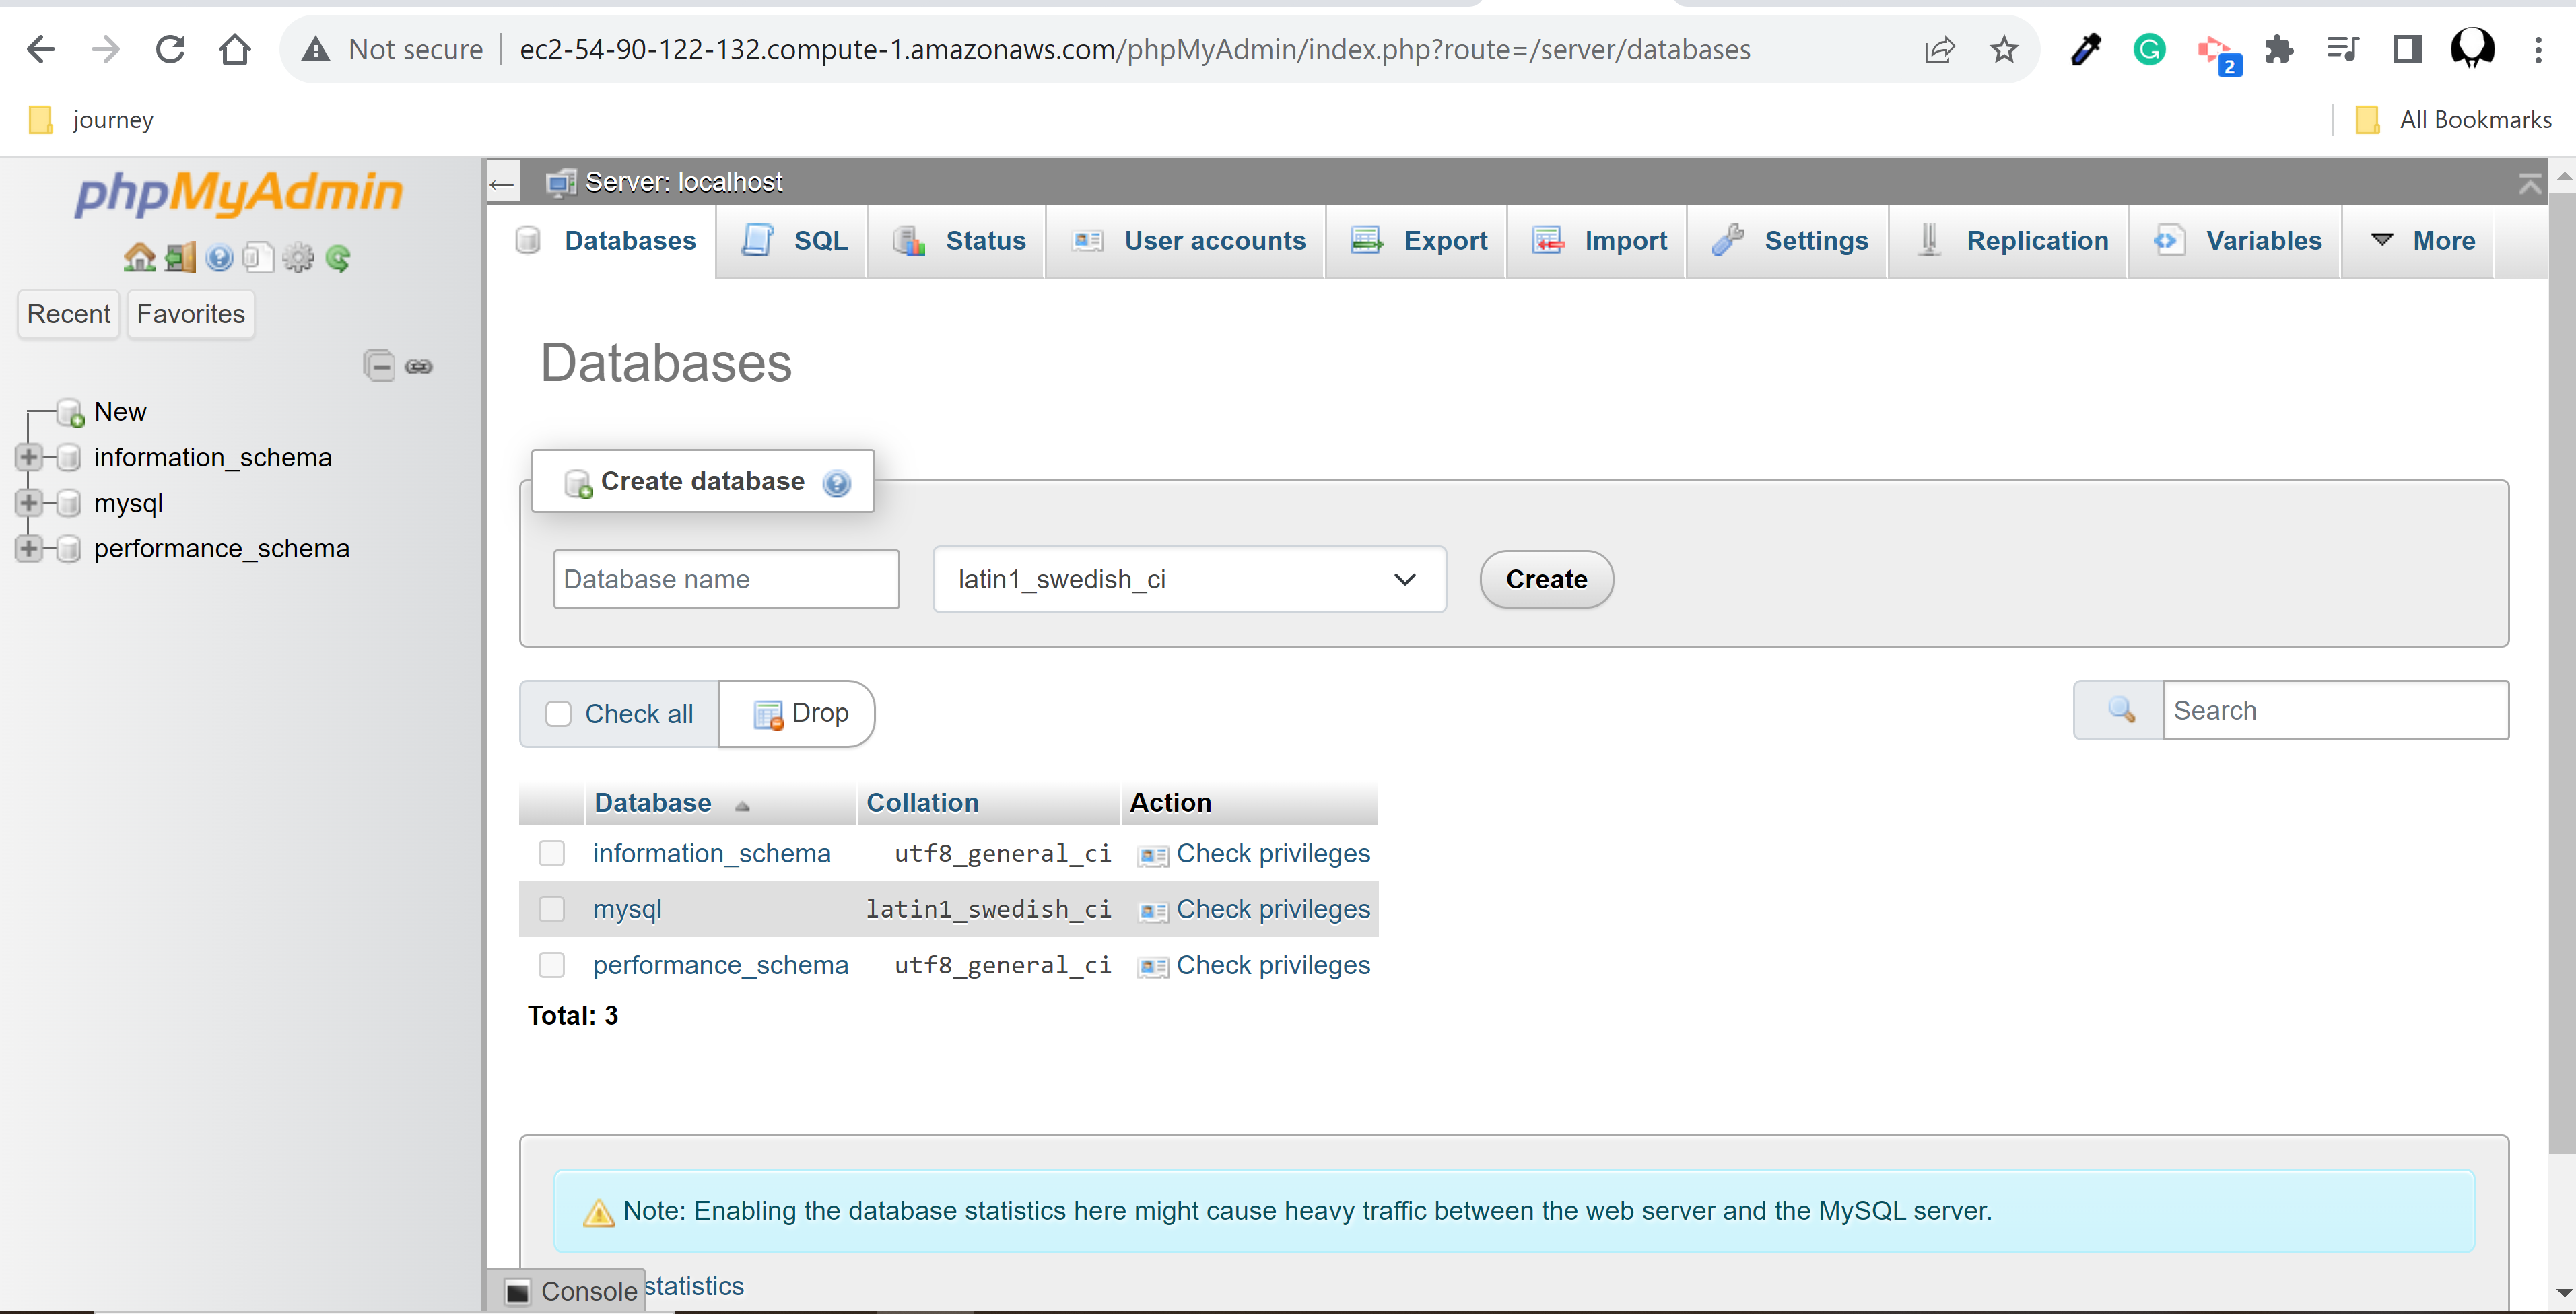 Not secure ec2-54-90-122-132.compute-1.amazonaws.com/phpMyAdmin/index.php?route=/server/databases
2
journey
All Bookmarks
phpMyAdmin
Recent Favorites
New
information_schema
mysql
performance_schema
Server: localhost
Databases SQL Status User accounts Export Import Settings Replication Variables More
Databases
Create database
Database name latin1_swedish_ci Create
Check all Drop Search
Database Collation Action
information_schema utf8_general_ci Check privileges
mysql latin1_swedish_ci Check privileges
performance_schema utf8_general_ci Check privileges
Total: 3
Note: Enabling the database statistics here might cause heavy traffic between the web server and the MySQL server.
Console statistics